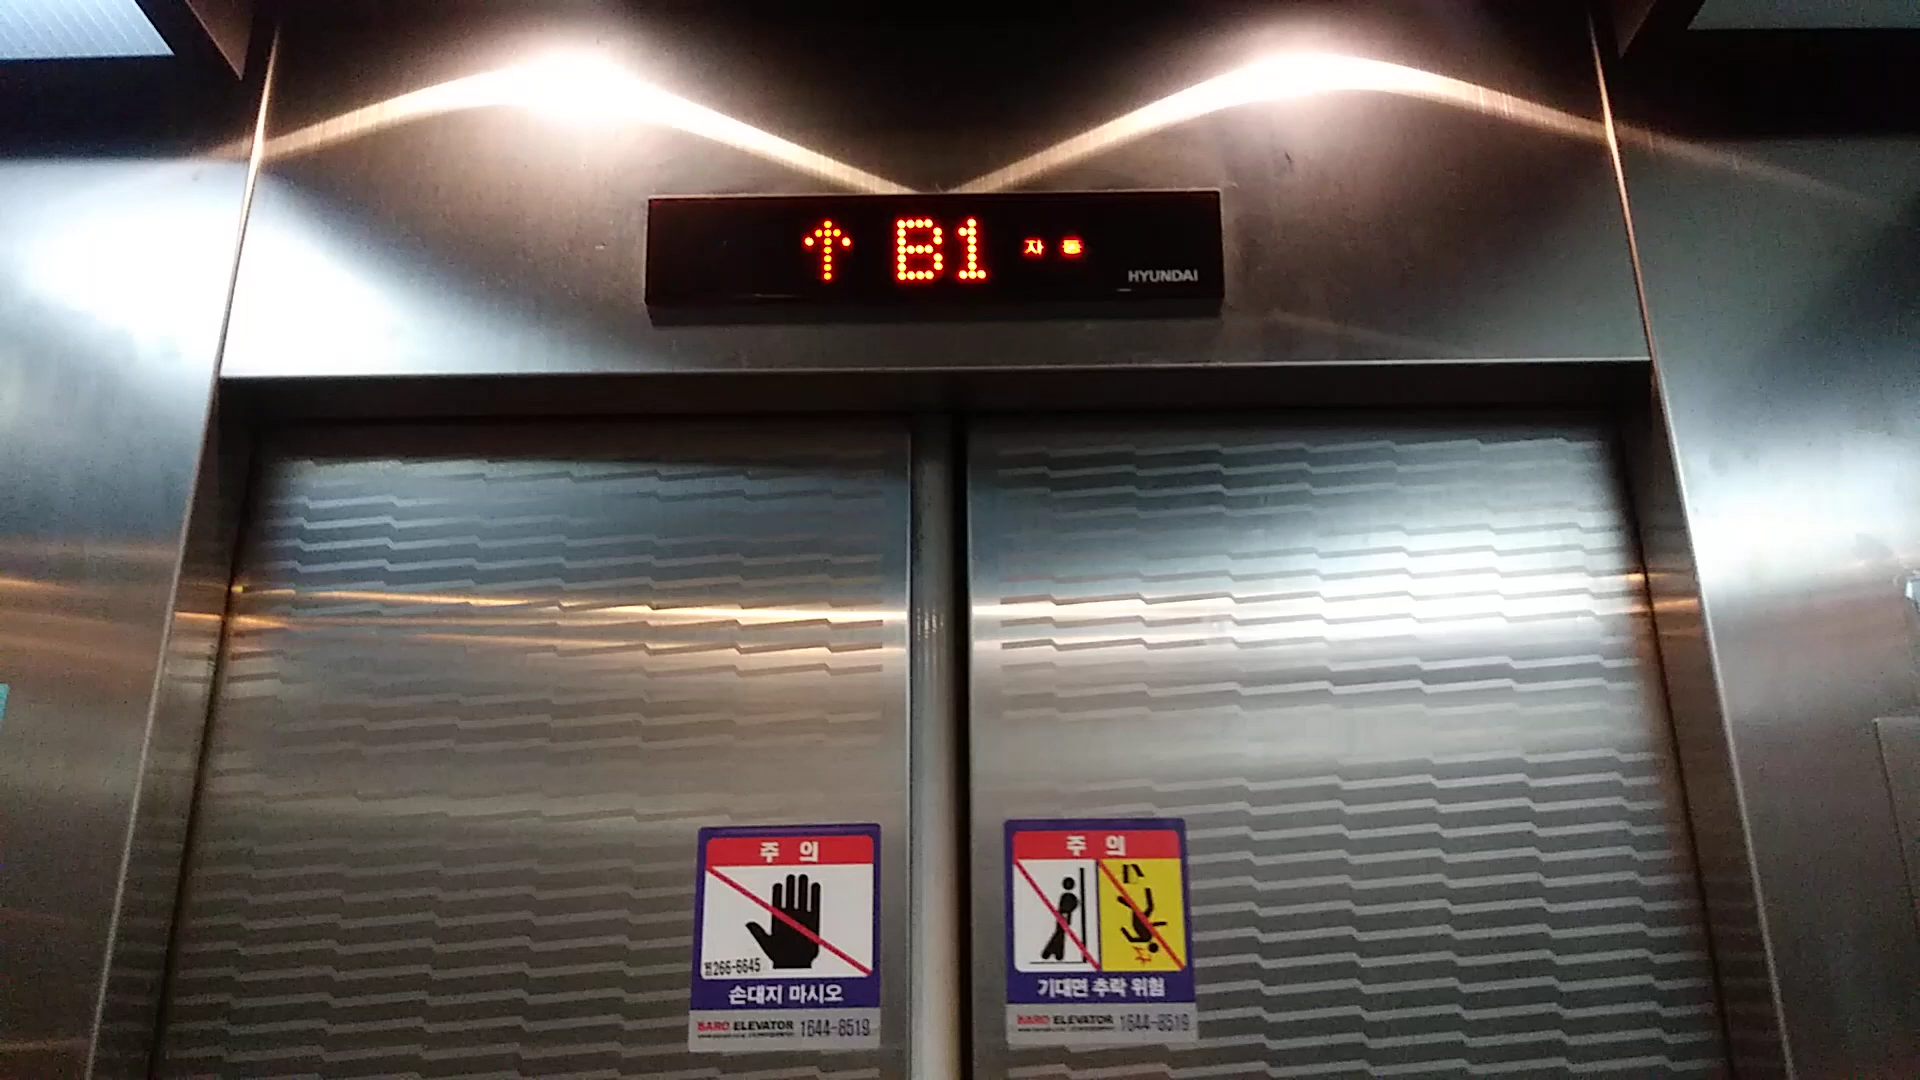 ↑ B1 자 동
HYUNDAI
주 의
266-6645
손대지 마시오
BARO ELEVATOR 1644-8519
주 의
기대면 추락 위험
BARO ELEVATOR 1644-8519